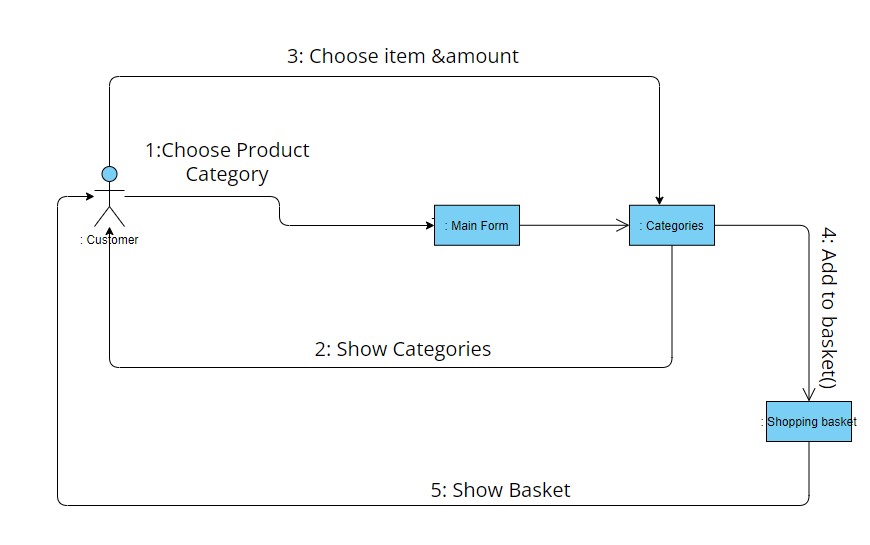 3: Choose item &amount
1:Choose Product
Category
: Customer
: Main Form
: Categories
4: Add to basket()
2: Show Categories
: Shopping basket
5: Show Basket